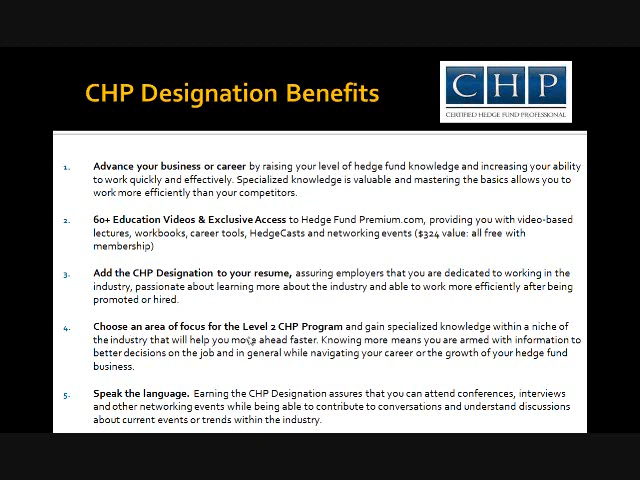 CHP Designation Benefits
CHP
CERTIFIED HEDGE FUND PROFESSIONAL
1. Advance your business or career by raising your level of hedge fund knowledge and increasing your ability
to work quickly and effectively. Specialized knowledge is valuable and mastering the basics allows you to
work more efficiently than your competitors.
2. 60+ Education Videos & Exclusive Access to Hedge Fund Premium.com, providing you with video-based
lectures, workbooks, career tools, HedgeCasts and networking events ($324 value: all free with
membership)
3. Add the CHP Designation to your resume, assuring employers that you are dedicated to working in the
industry, passionate about learning more about the industry and able to work more efficiently after being
promoted or hired.
4. Choose an area of focus for the Level 2 CHP Program and gain specialized knowledge within a niche of
the industry that will help you move ahead faster. Knowing more means you are armed with information to
better decisions on the job and in general while navigating your career or the growth of your hedge fund
business.
5. Speak the language. Earning the CHP Designation assures that you can attend conferences, interviews
and other networking events while being able to contribute to conversations and understand discussions
about current events or trends within the industry.